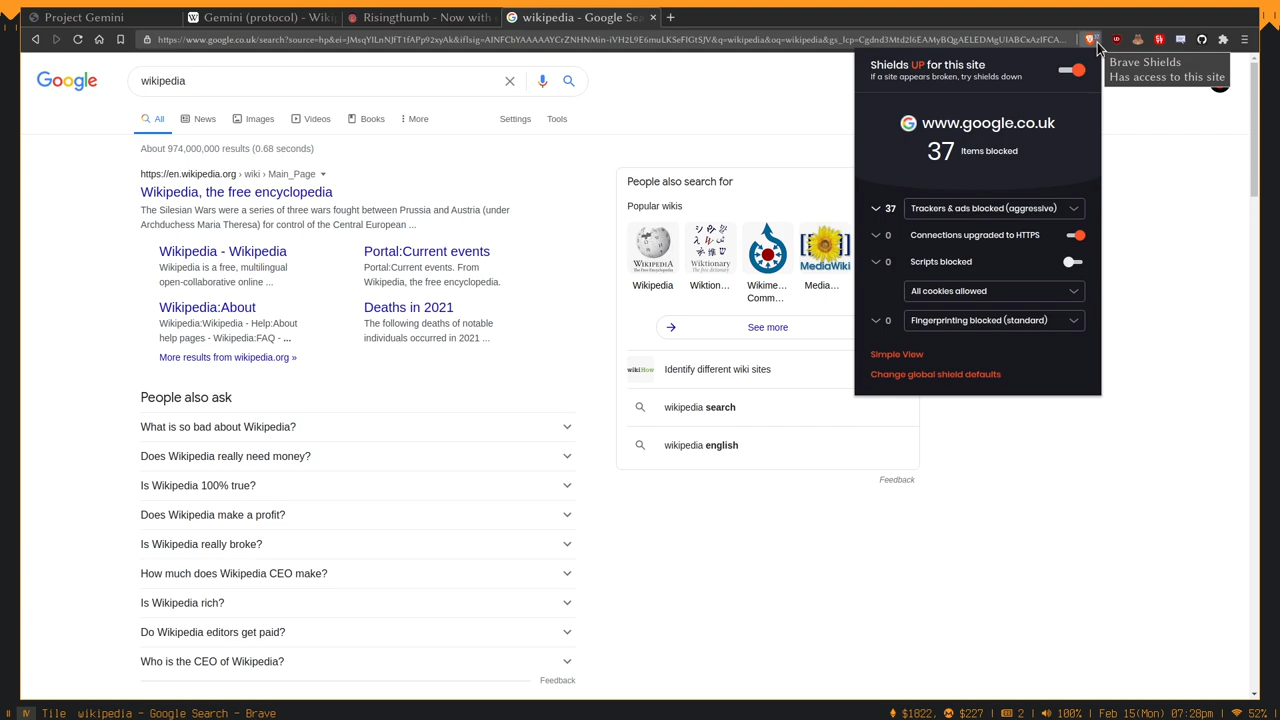 Project Gemini
Gemini (protocol) - Wiki
Risingthumb - Now with
wikipedia - Google Sea
Google
wikipedia
All
News
Images
Videos
Books
More
Settings
Tools
About 974,000,000 results (0.68 seconds)
https://en.wikipedia.org › wiki › Main_Page
Wikipedia, the free encyclopedia
The Silesian Wars were a series of three wars fought between Prussia and Austria (under
Archduchess Maria Theresa) for control of the Central European ...
Wikipedia - Wikipedia
Wikipedia is a free, multilingual
open-collaborative online ...
Portal:Current events
Portal:Current events. From
Wikipedia, the free encyclopedia.
Wikipedia:About
Wikipedia:Wikipedia - Help:About
help pages - Wikipedia:FAQ - ...
Deaths in 2021
The following deaths of notable
individuals occurred in 2021 ...
More results from wikipedia.org »
People also ask
What is so bad about Wikipedia?
Does Wikipedia really need money?
Is Wikipedia 100% true?
Does Wikipedia make a profit?
Is Wikipedia really broke?
How much does Wikipedia CEO make?
Is Wikipedia rich?
Do Wikipedia editors get paid?
Who is the CEO of Wikipedia?
Feedback
People also search for
Popular wikis
WIKIPEDIA
MediaWiki
Wikipedia
Wiktion...
Wikime...
Comm...
Media...
See more
wikiHow
Identify different wiki sites
wikipedia search
wikipedia english
Feedback
Shields UP for this site
If a site appears broken, try shields down
www.google.co.uk
37 Items blocked
37 Trackers & ads blocked (aggressive)
0 Connections upgraded to HTTPS
0 Scripts blocked
All cookies allowed
0 Fingerprinting blocked (standard)
Simple View
Change global shield defaults
Brave Shields
Has access to this site
IV Tile wikipedia - Google Search - Brave
$1822, $227 | 2 | 100% | Feb 15(Mon) 07:28pm | 52%